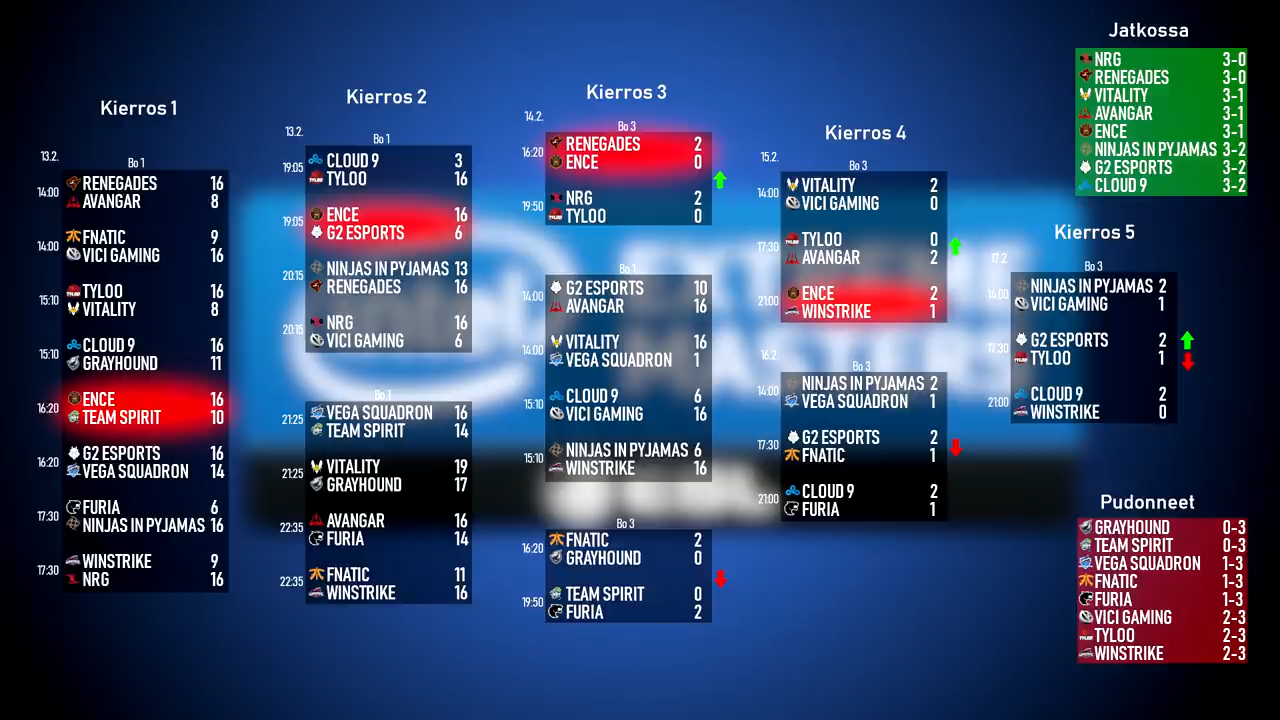 Kierros 1
13.2.
Bo 1
14:00
RENEGADES 16
AVANGAR 8
14:00
FNATIC 9
VICI GAMING 16
15:10
TYLOO 16
VITALITY 8
15:10
CLOUD 9 16
GRAYHOUND 11
16:20
ENCE 16
TEAM SPIRIT 10
16:20
G2 ESPORTS 16
VEGA SQUADRON 14
17:30
FURIA 6
NINJAS IN PYJAMAS 16
17:30
WINSTRIKE 9
NRG 16
Kierros 2
13.2.
Bo 1
19:05
CLOUD 9 3
TYLOO 16
19:05
ENCE 16
G2 ESPORTS 6
20:15
NINJAS IN PYJAMAS 13
RENEGADES 16
20:15
NRG 16
VICI GAMING 6
Bo 1
21:25
VEGA SQUADRON 16
TEAM SPIRIT 14
21:25
VITALITY 19
GRAYHOUND 17
22:35
AVANGAR 16
FURIA 14
22:35
FNATIC 11
WINSTRIKE 16
Kierros 3
14.2.
Bo 3
16:20
RENEGADES 2
ENCE 0
19:50
NRG 2
TYLOO 0
Bo 1
14:00
G2 ESPORTS 10
AVANGAR 16
14:00
VITALITY 16
VEGA SQUADRON 1
15:10
CLOUD 9 6
VICI GAMING 16
15:10
NINJAS IN PYJAMAS 6
WINSTRIKE 16
Bo 3
16:20
FNATIC 2
GRAYHOUND 0
19:50
TEAM SPIRIT 0
FURIA 2
Kierros 4
15.2.
Bo 3
14:00
VITALITY 2
VICI GAMING 0
17:30
TYLOO 0
AVANGAR 2
21:00
ENCE 2
WINSTRIKE 1
16.2.
Bo 3
14:00
NINJAS IN PYJAMAS 2
VEGA SQUADRON 1
17:30
G2 ESPORTS 2
FNATIC 1
21:00
CLOUD 9 2
FURIA 1
Jatkossa
NRG 3-0
RENEGADES 3-0
VITALITY 3-1
AVANGAR 3-1
ENCE 3-1
NINJAS IN PYJAMAS 3-2
G2 ESPORTS 3-2
CLOUD 9 3-2
Kierros 5
17.2.
Bo 3
14:00
NINJAS IN PYJAMAS 2
VICI GAMING 1
17:30
G2 ESPORTS 2
TYLOO 1
21:00
CLOUD 9 2
WINSTRIKE 0
Pudonneet
GRAYHOUND 0-3
TEAM SPIRIT 0-3
VEGA SQUADRON 1-3
FNATIC 1-3
FURIA 1-3
VICI GAMING 2-3
TYLOO 2-3
WINSTRIKE 2-3